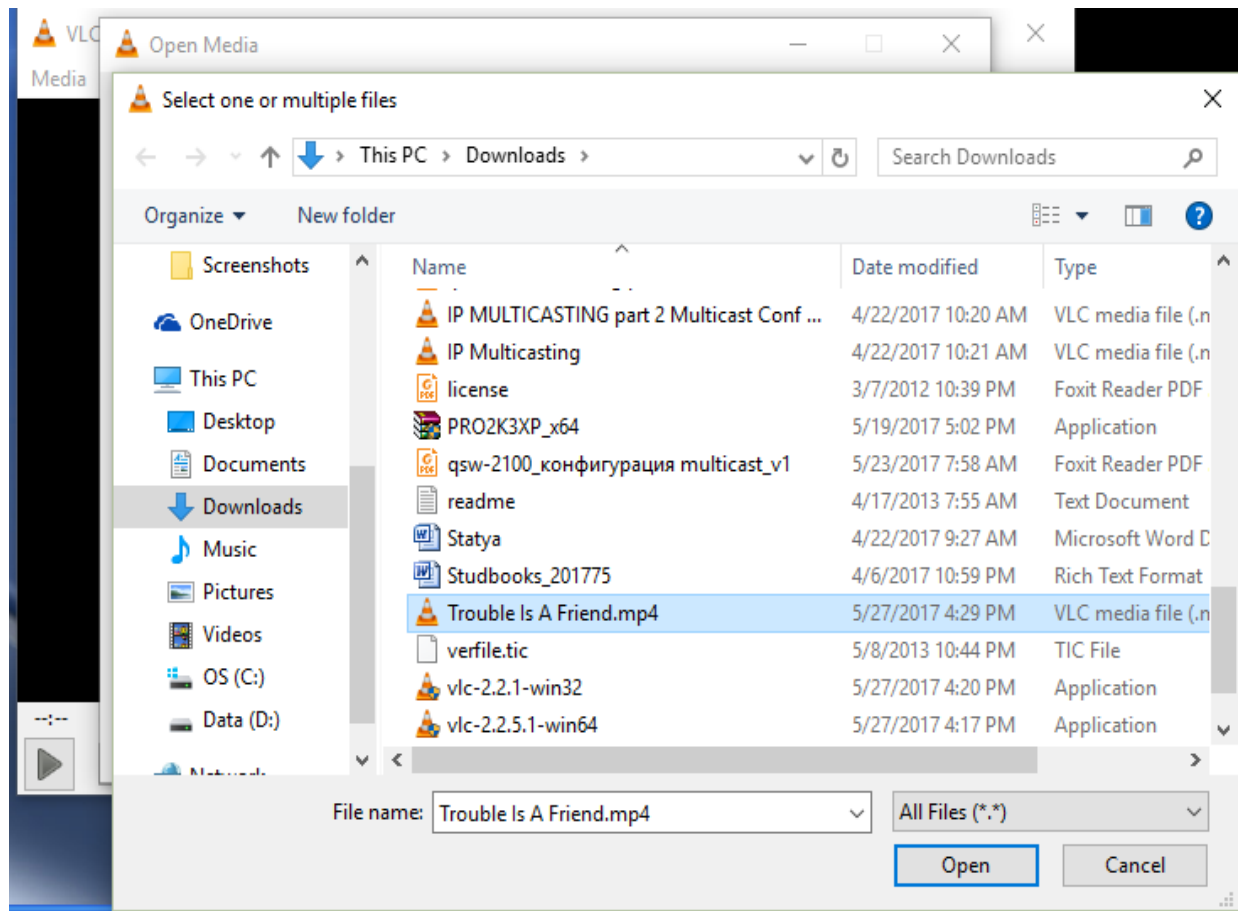 VLC
Open Media
Media
Select one or multiple files
This PC > Downloads >
Search Downloads
Organize
New folder
Screenshots
OneDrive
This PC
Desktop
Documents
Downloads
Music
Pictures
Videos
OS (C:)
Data (D:)
Name Date modified Type
IP MULTICASTING part 2 Multicast Conf ... 4/22/2017 10:20 AM VLC media file (.n
IP Multicasting 4/22/2017 10:21 AM VLC media file (.n
license 3/7/2012 10:39 PM Foxit Reader PDF
PRO2K3XP_x64 5/19/2017 5:02 PM Application
qsw-2100_конфигурация multicast_v1 5/23/2017 7:58 AM Foxit Reader PDF
readme 4/17/2013 7:55 AM Text Document
Statya 4/22/2017 9:27 AM Microsoft Word D
Studbooks_201775 4/6/2017 10:59 PM Rich Text Format
Trouble Is A Friend.mp4 5/27/2017 4:29 PM VLC media file (.n
verfile.tic 5/8/2013 10:44 PM TIC File
vlc-2.2.1-win32 5/27/2017 4:20 PM Application
vlc-2.2.5.1-win64 5/27/2017 4:17 PM Application
--:--
File name: Trouble Is A Friend.mp4
All Files (*.*)
Open
Cancel